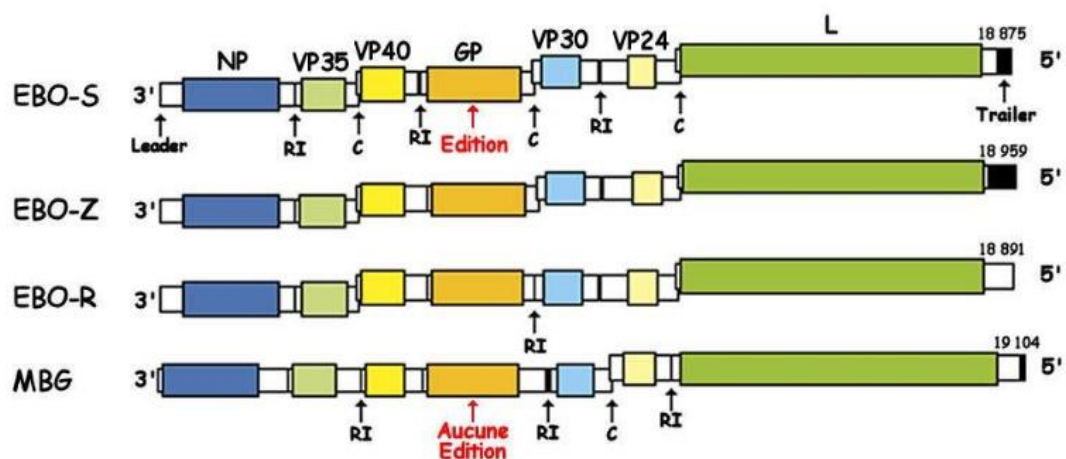 NP VP35 VP40 GP VP30 VP24 L 18 875
EBO-S 3' 5'
Leader RI C RI Edition C RI C Trailer
18 959
EBO-Z 3' 5'
18 891
EBO-R 3' 5'
RI
19 104
MBG 3' 5'
RI Aucune RI C RI
Edition